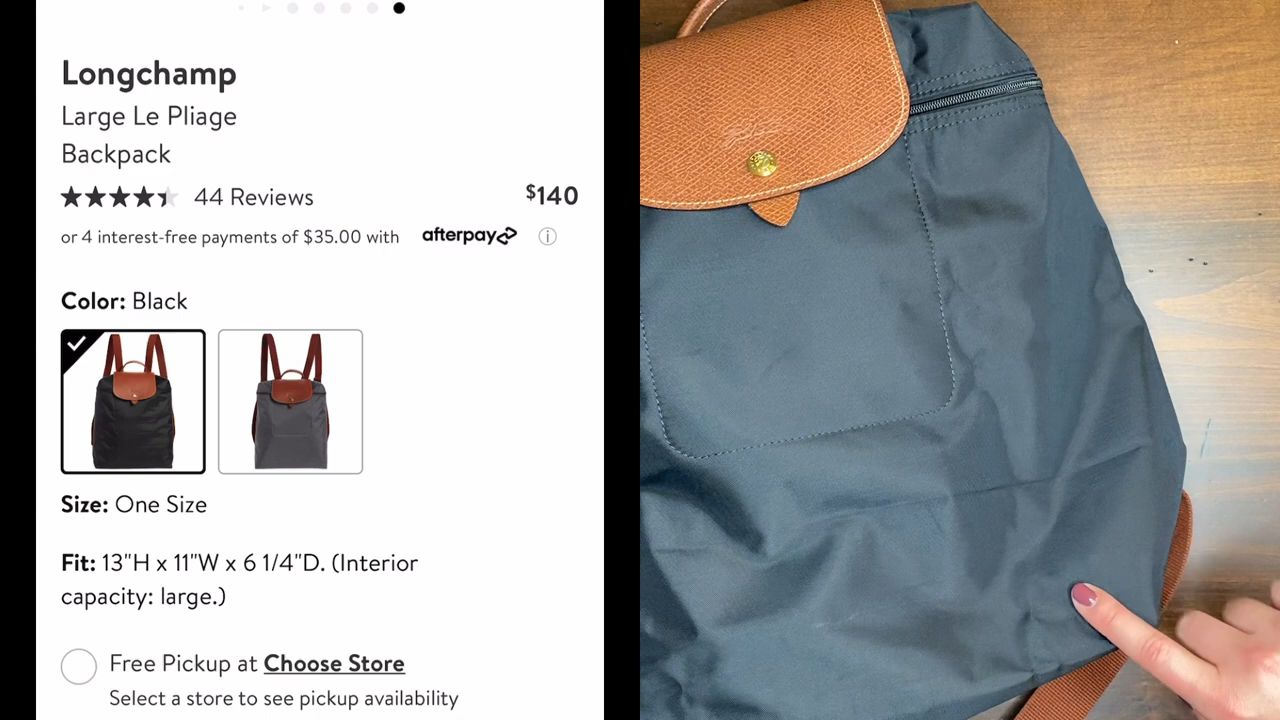 Longchamp
Large Le Pliage
Backpack
44 Reviews
$140
or 4 interest-free payments of $35.00 with afterpay
Color: Black
Size: One Size
Fit: 13"H x 11"W x 6 1/4"D. (Interior
capacity: large.)
Free Pickup at Choose Store
Select a store to see pickup availability